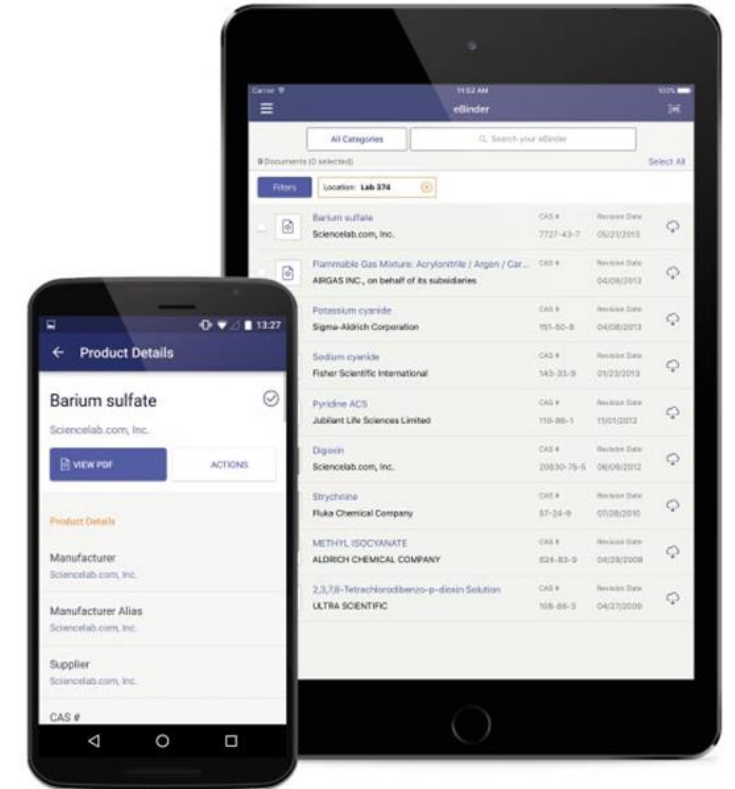 Carrier
11:52 AM
100%
eBinder
All Categories
Search your eBinder
9 Documents (0 selected)
Select All
Filters
Location: Lab 374
Barium sulfate
CAS #
Revision Date
Sciencelab.com, Inc.
7727-43-7
05/21/2013
Flammable Gas Mixture: Acrylonitrile / Argon / Car...
CAS #
Revision Date
AIRGAS INC., on behalf of its subsidiaries
04/09/2013
Potassium cyanide
CAS #
Revision Date
Sigma-Aldrich Corporation
151-50-8
04/08/2013
Sodium cyanide
CAS #
Revision Date
Fisher Scientific International
143-33-9
01/23/2013
Pyridine ACS
CAS #
Revision Date
Jubilant Life Sciences Limited
110-86-1
11/01/2012
Digoxin
CAS #
Revision Date
Sciencelab.com, Inc.
20830-75-5
06/09/2012
Strychnine
CAS #
Revision Date
Fluka Chemical Company
57-24-9
07/28/2010
METHYL ISOCYANATE
CAS #
Revision Date
ALDRICH CHEMICAL COMPANY
624-83-9
04/29/2009
2,3,7,8-Tetrachlorodibenzo-p-dioxin Solution
CAS #
Revision Date
ULTRA SCIENTIFIC
108-88-3
04/27/2009
13:27
Product Details
Barium sulfate
Sciencelab.com, Inc.
VIEW PDF
ACTIONS
Product Details
Manufacturer
Sciencelab.com, Inc.
Manufacturer Alias
Sciencelab.com, Inc.
Supplier
Sciencelab.com, Inc.
CAS #